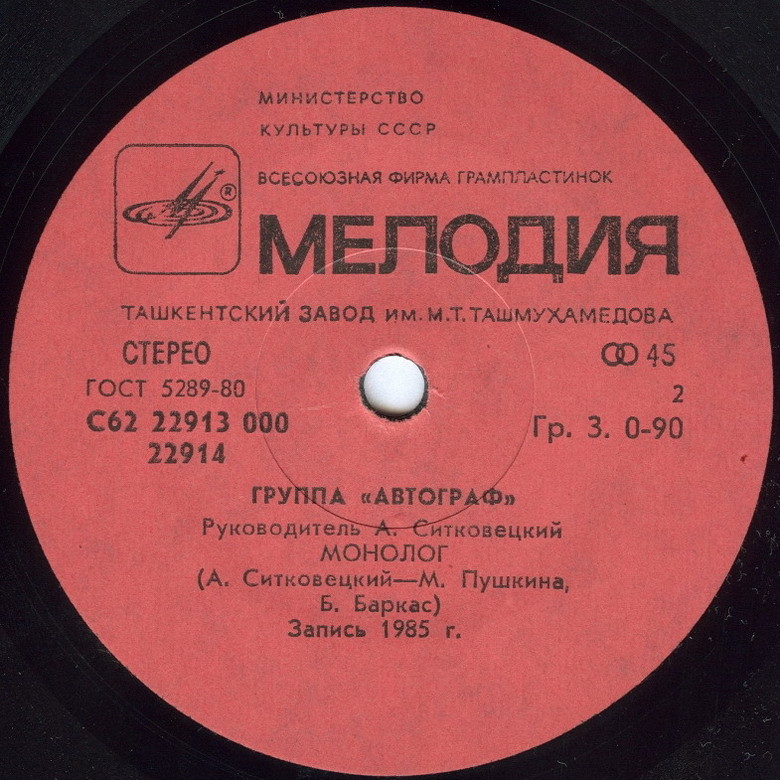 МИНИСТЕРСТВО
КУЛЬТУРЫ СССР
ВСЕСОЮЗНАЯ ФИРМА ГРАМПЛАСТИНОК
®
МЕЛОДИЯ
ТАШКЕНТСКИЙ ЗАВОД ИМ. М.Т. ТАШМУХАМЕДОВА
СТЕРЕО
45
ГОСТ 5289-80
2
С62 22913 000
Гр. 3. 0-90
22914
ГРУППА «АВТОГРАФ»
Руководитель А. Ситковецкий
МОНОЛОГ
(А. Ситковецкий—М. Пушкина,
Б. Баркас)
Запись 1985 г.